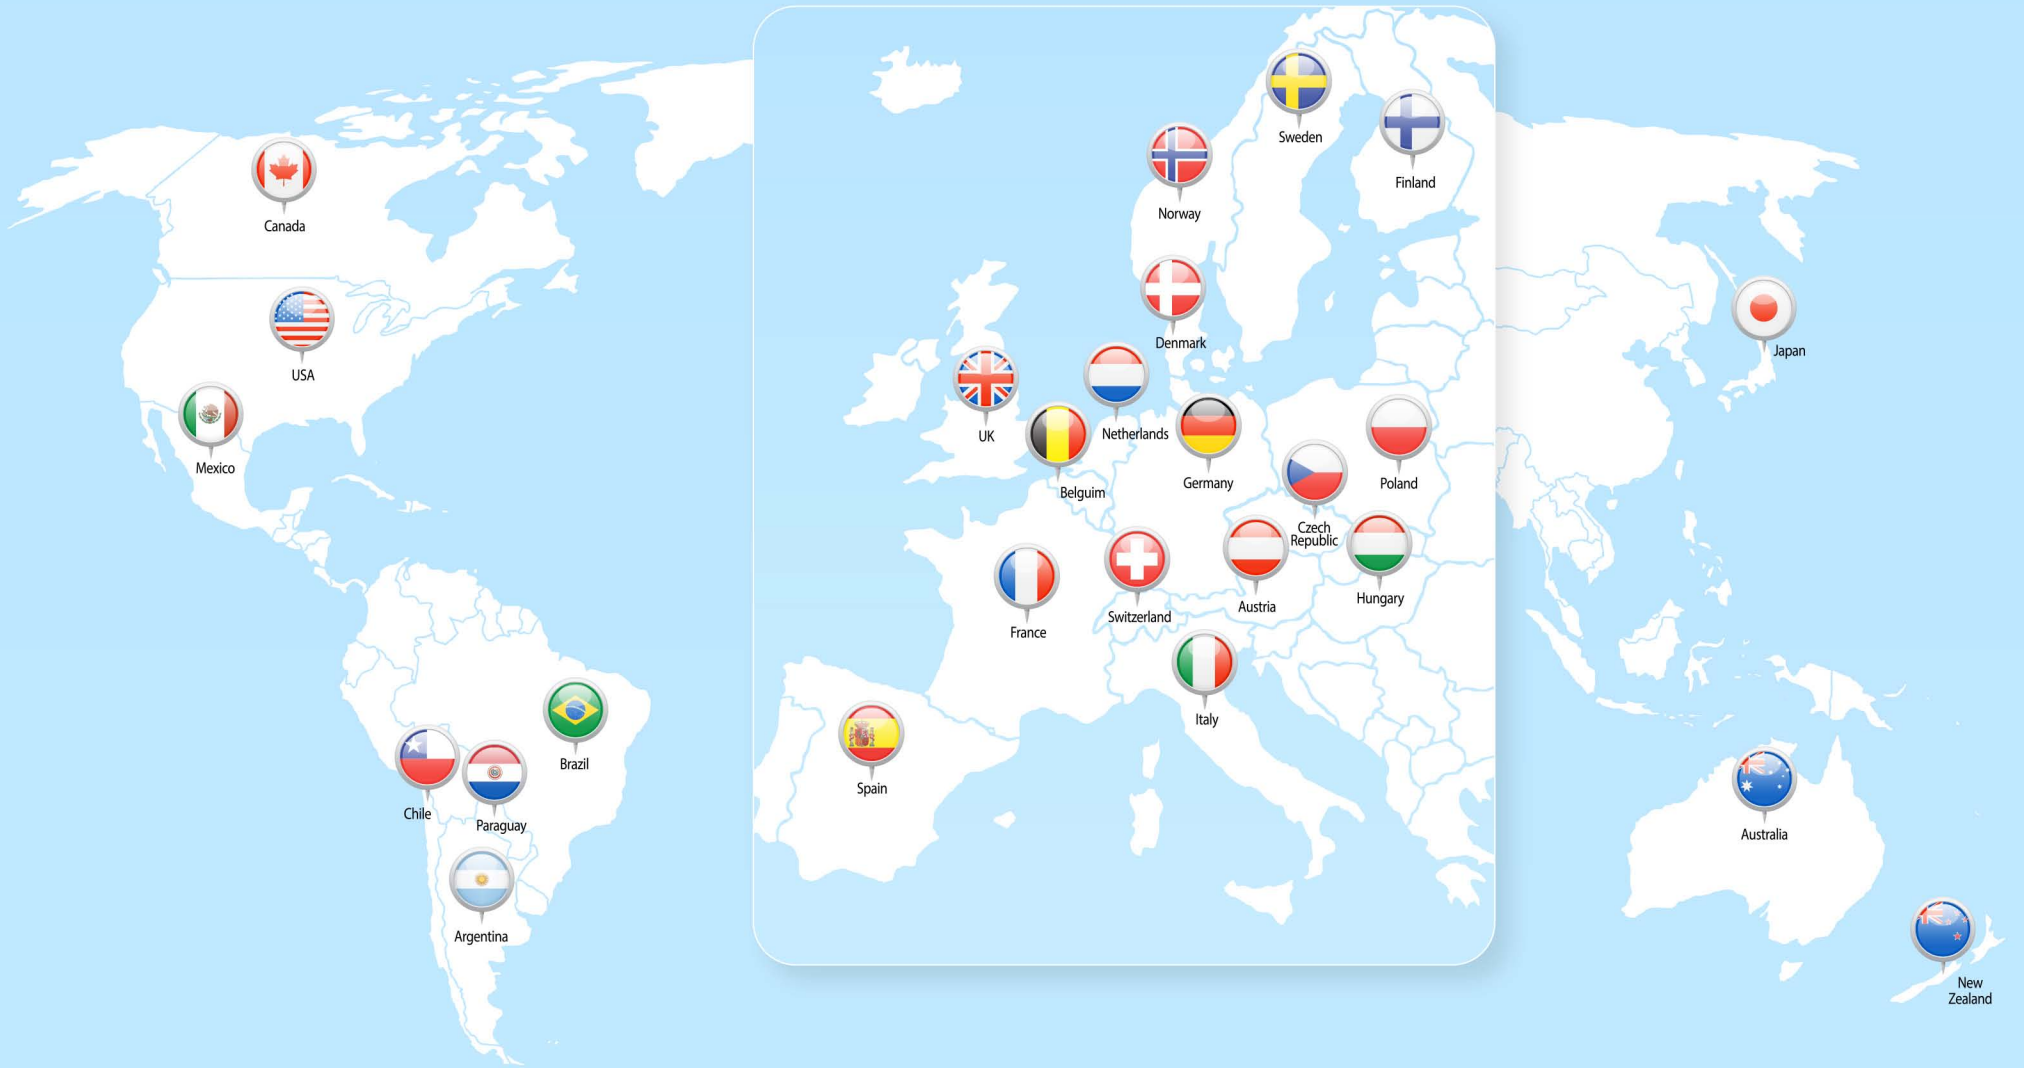 Canada
USA
Mexico
Brazil
Chile
Paraguay
Argentina
Sweden
Finland
Norway
Denmark
UK
Netherlands
Belguim
Germany
Poland
Czech
Republic
Switzerland
Austria
Hungary
France
Italy
Spain
Japan
Australia
New
Zealand